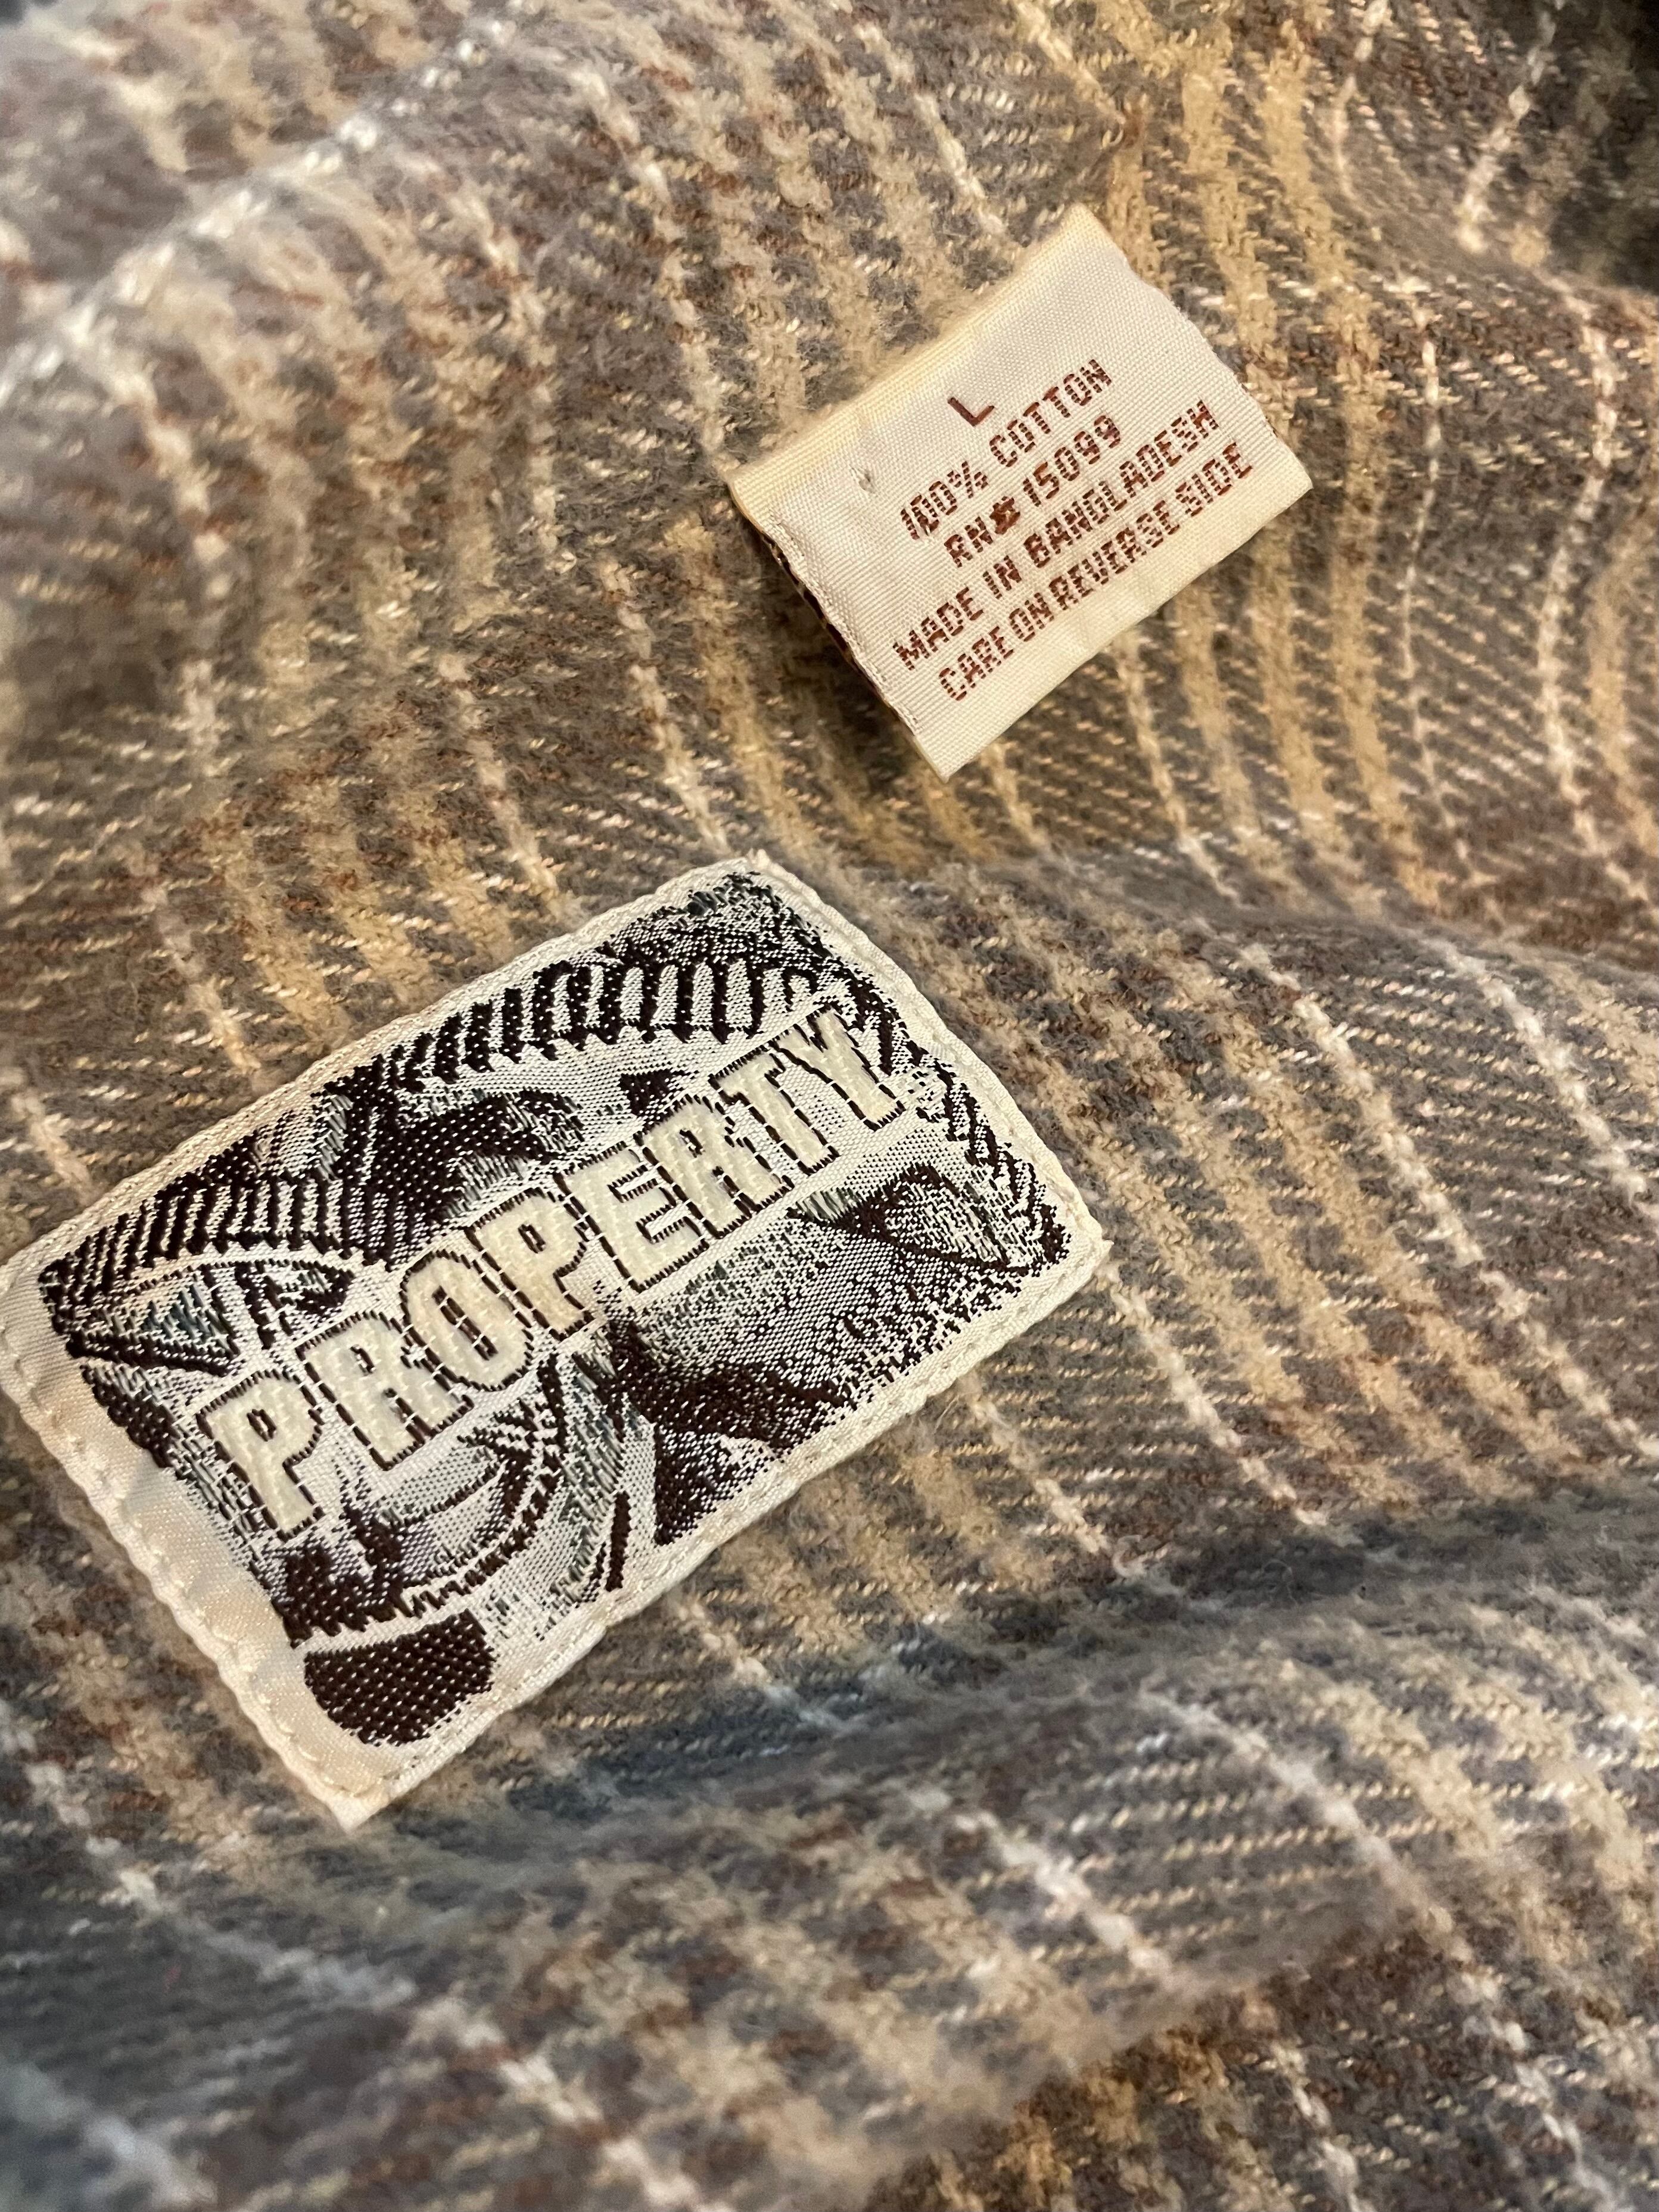 L
100% COTTON
RN# 15099
MADE IN BANGLADESH
CARE ON REVERSE SIDE
PROPERTY